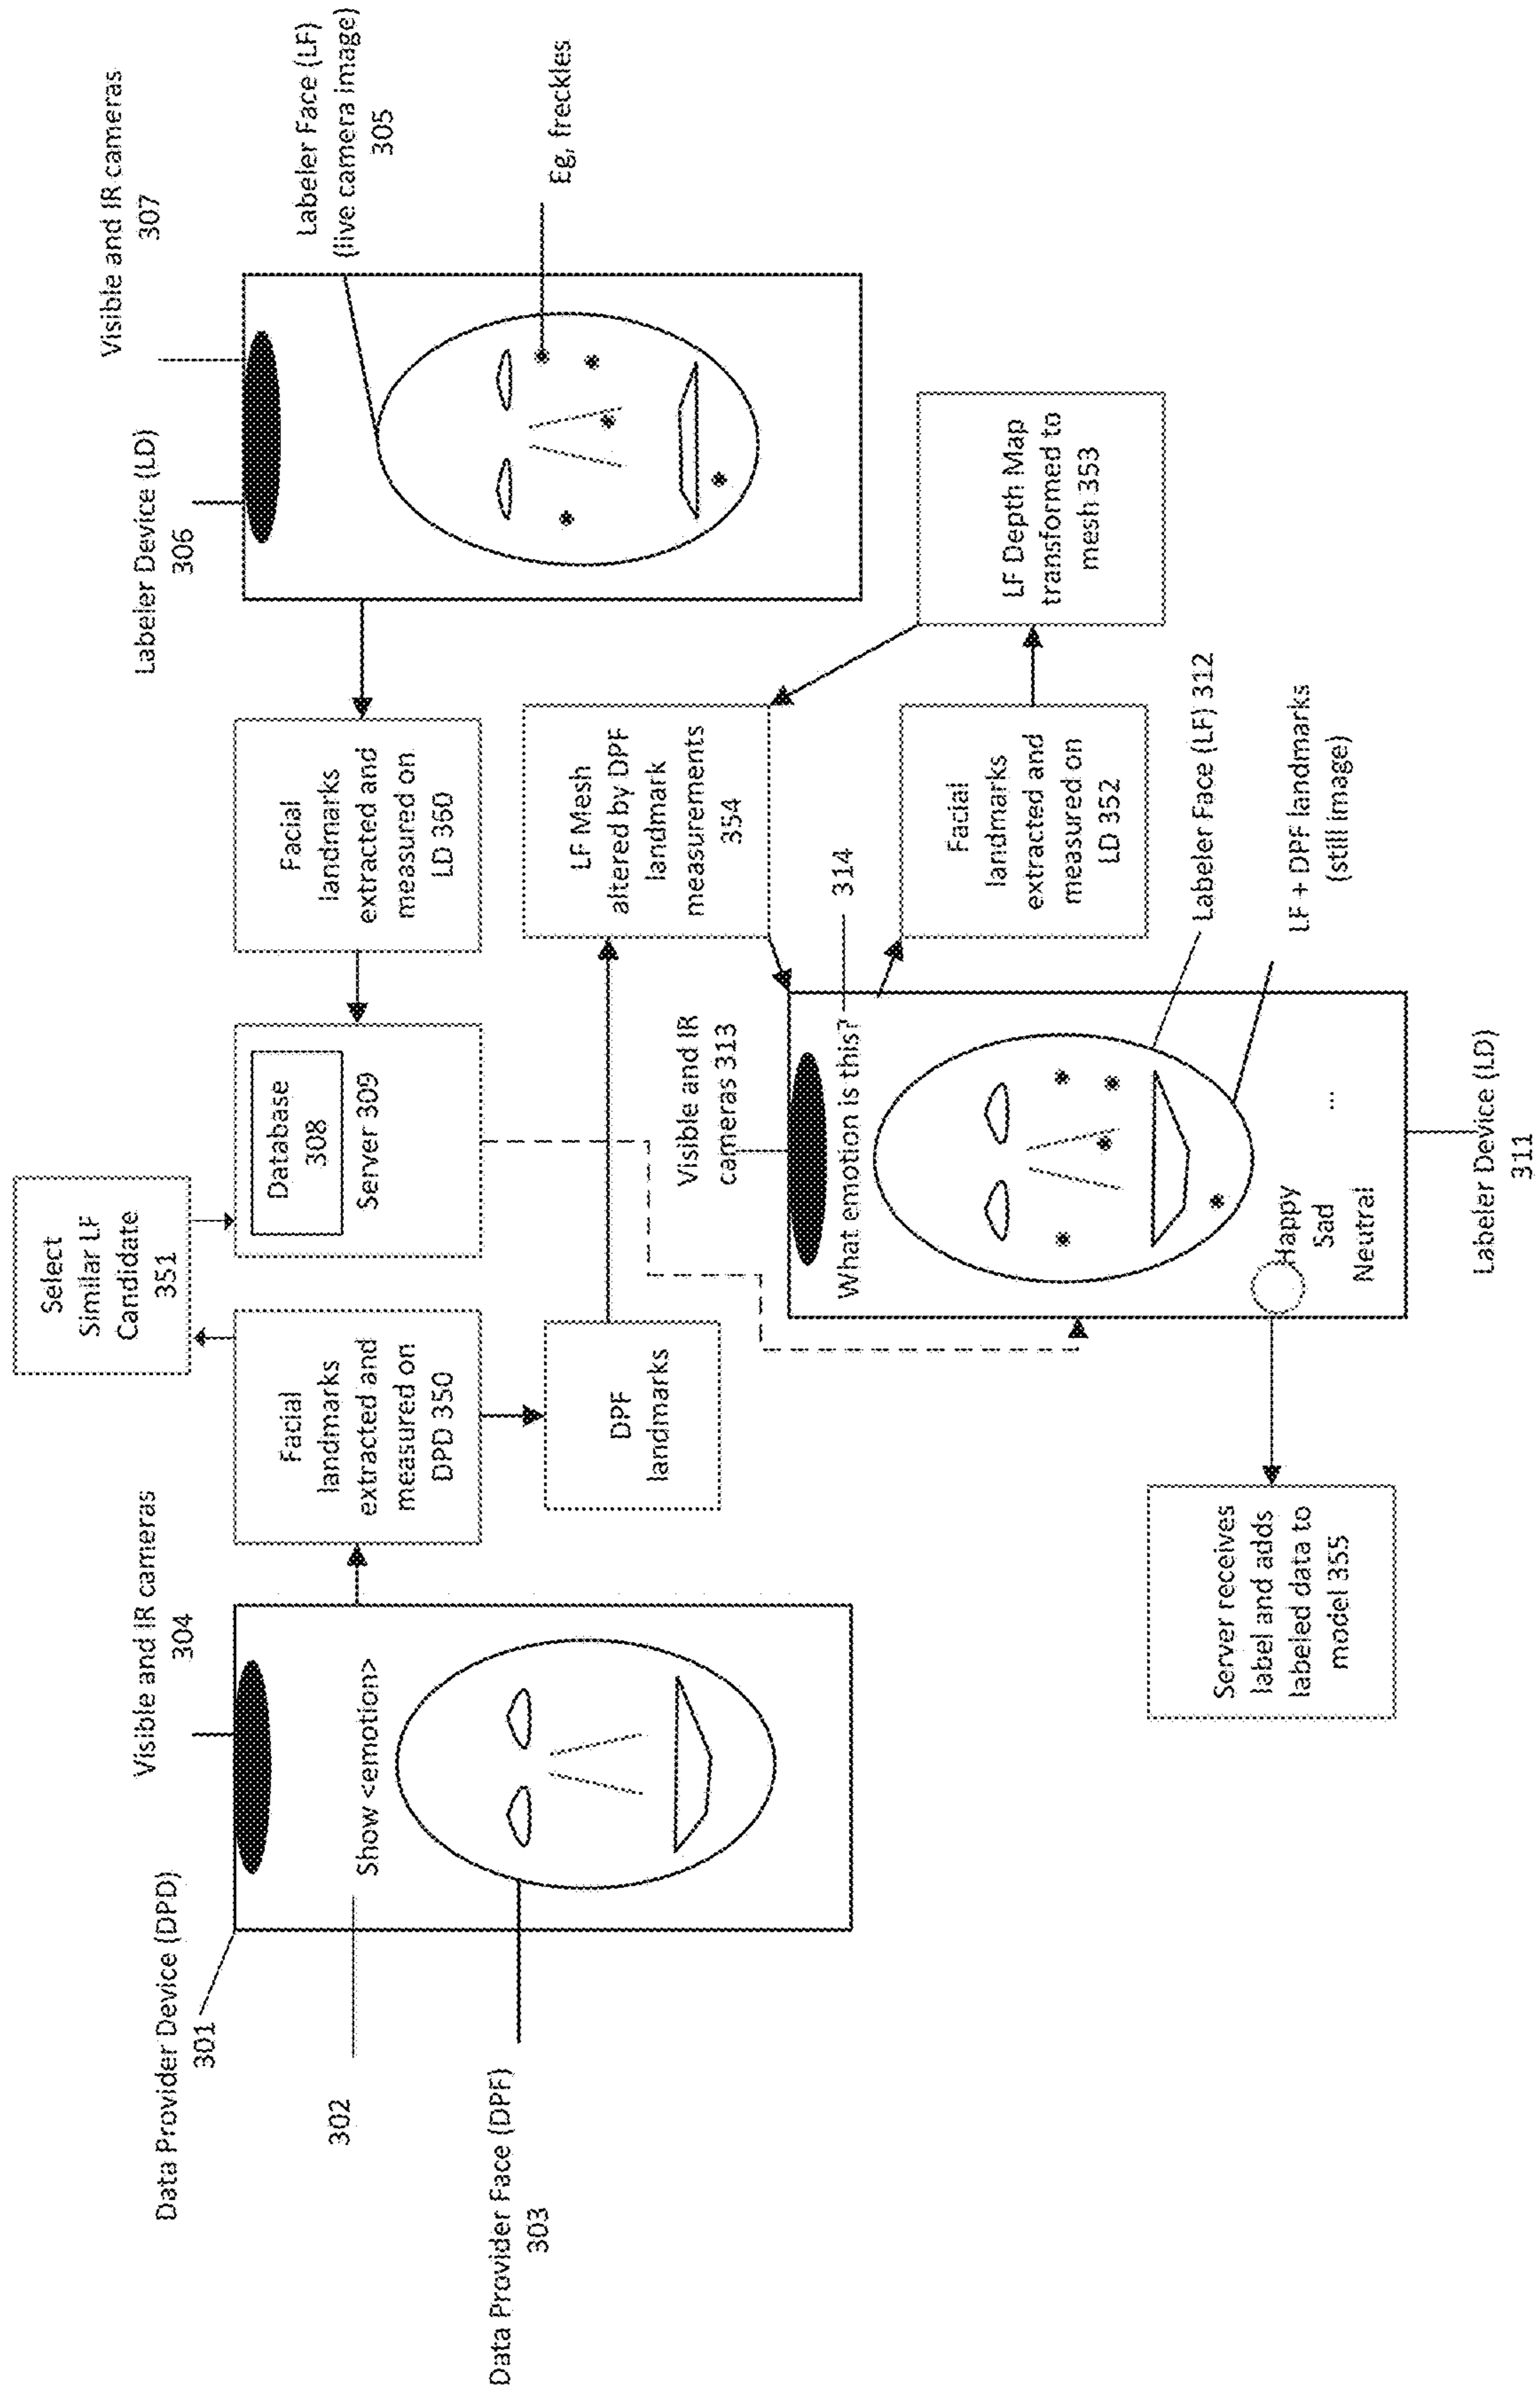 Data Provider Device (DPD)
301
302
Data Provider Face (DPF)
303
Visible and IR cameras
304
Show <emotion>
Select
Similar LF
Candidate
351
Facial
landmarks
extracted and
measured on
DPD 350
DPF
landmarks
Database
308
Server 309
Facial
landmarks
extracted and
measured on
LD 360
Labeler Device (LD)
306
Visible and IR cameras
307
Labeler Face (LF)
(live camera image)
305
Eg, freckles
LF Mesh
altered by DPF
landmark
measurements
354
LF Depth Map
transformed to
mesh 353
Facial
landmarks
extracted and
measured on
LD 352
Visible and IR
cameras 313
What emotion is this?
314
Labeler Face (LF) 312
LF + DPF landmarks
(still image)
Happy
Sad
Neutral
...
Labeler Device (LD)
311
Server receives
label and adds
labeled data to
model 355